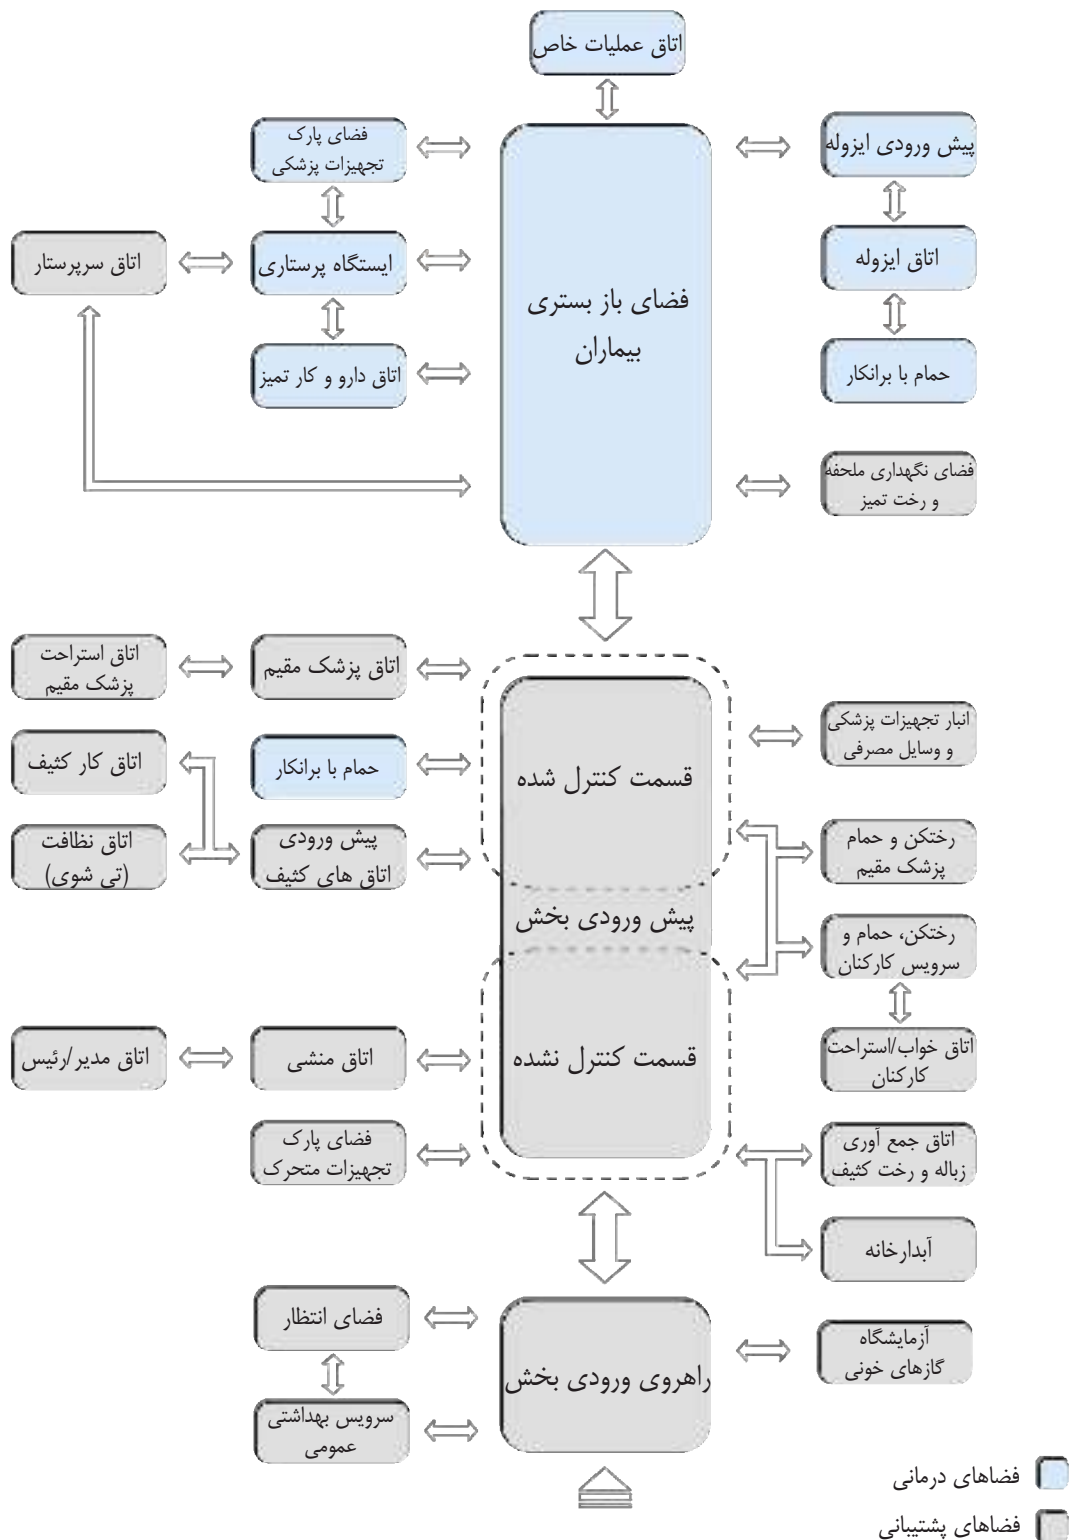 اتاق عملیات خاص
فضای پارک
تجهیزات پزشکی
پیش ورودی ایزوله
اتاق سرپرستار
ایستگاه پرستاری
فضای باز بستری
بیماران
اتاق ایزوله
اتاق دارو و کار تمیز
حمام با برانکار
فضای نگهداری ملحفه
و رخت تمیز
اتاق استراحت
پزشک مقیم
اتاق پزشک مقیم
انبار تجهیزات پزشکی
و وسایل مصرفی
اتاق کار کثیف
حمام با برانکار
قسمت کنترل شده
اتاق نظافت
(تی شوی)
پیش ورودی
اتاق های کثیف
رختکن و حمام
پزشک مقیم
پیش ورودی بخش
رختکن، حمام و
سرویس کارکنان
اتاق مدیر/رئیس
اتاق منشی
قسمت کنترل نشده
اتاق خواب/استراحت
کارکنان
فضای پارک
تجهیزات متحرک
اتاق جمع آوری
زباله و رخت کثیف
آبدارخانه
فضای انتظار
راهروی ورودی بخش
آزمایشگاه
گازهای خونی
سرویس بهداشتی
عمومی
فضاهای درمانی
فضاهای پشتیبانی